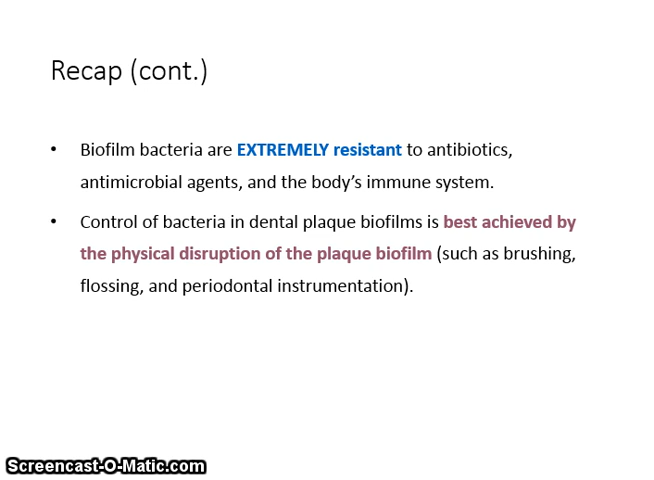 Recap (cont.)
• Biofilm bacteria are EXTREMELY resistant to antibiotics,
antimicrobial agents, and the body’s immune system.
• Control of bacteria in dental plaque biofilms is best achieved by
the physical disruption of the plaque biofilm (such as brushing,
flossing, and periodontal instrumentation).
Screencast-O-Matic.com